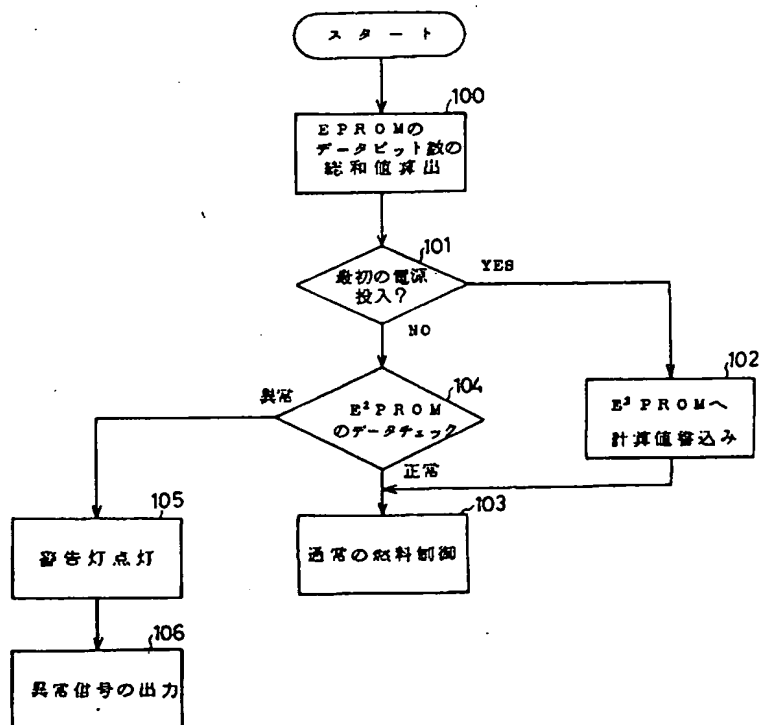 スタート
100
EPROMの
データビット数の
総和値算出
101
最初の電源
投入?
YES
NO
102
E² PROMへ
計算値書込み
104
異常
E² PROM
のデータチェック
正常
103
通常の燃料制御
105
警告灯点灯
106
異常信号の出力